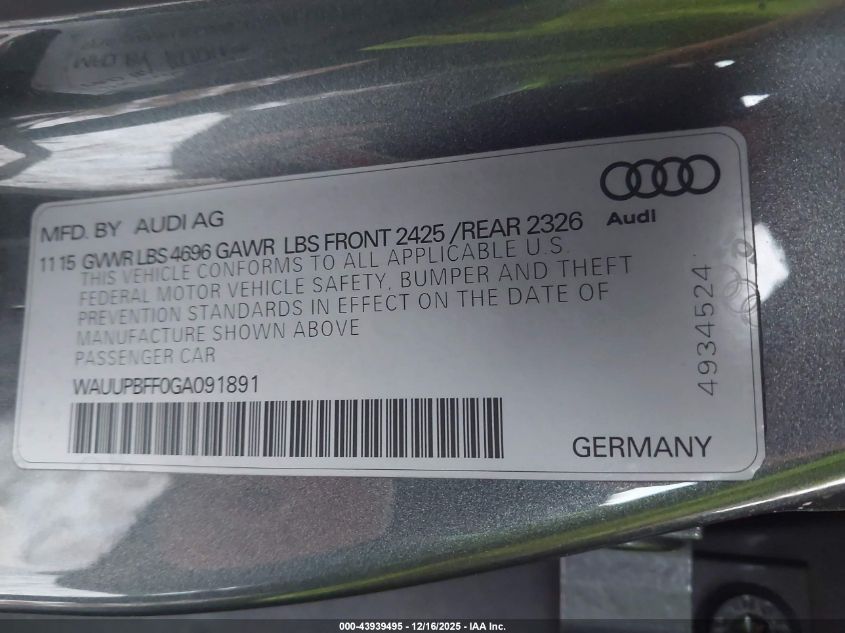 MFD. BY AUDI AG
Audi
11 15 GVWR LBS 4696 GAWR LBS FRONT 2425 /REAR 2326
THIS VEHICLE CONFORMS TO ALL APPLICABLE U.S.
FEDERAL MOTOR VEHICLE SAFETY, BUMPER AND THEFT
PREVENTION STANDARDS IN EFFECT ON THE DATE OF
MANUFACTURE SHOWN ABOVE
PASSENGER CAR
WAUUPBFF0GA091891
4934524
GERMANY
000-43939495 - 12/16/2025 - IAA Inc.